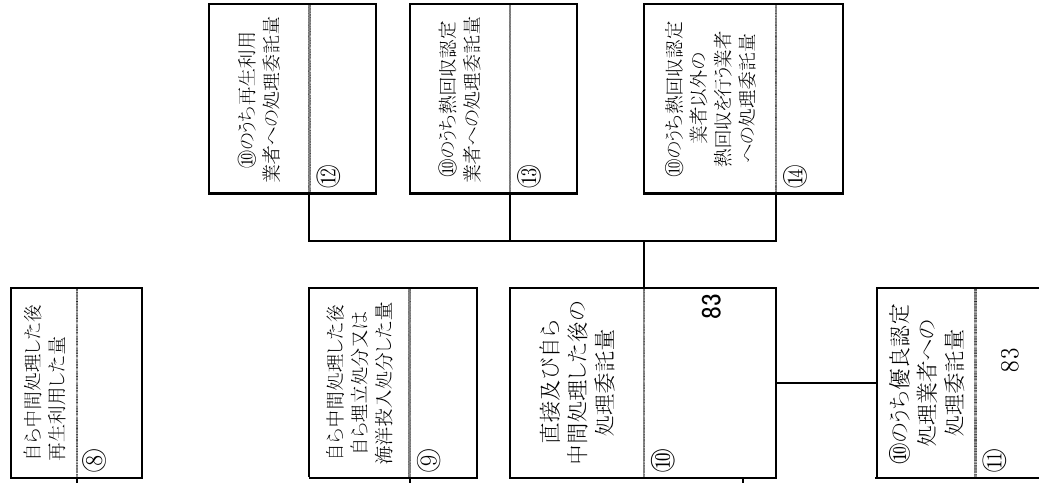 ⑩のうち再生利用
業者への処理委託量
⑫
⑩のうち熱回収認定
業者への処理委託量
⑬
⑩のうち熱回収認定
業者以外の
熱回収を行う業者
への処理委託量
⑭
自ら中間処理した後
再生利用した量
⑧
自ら中間処理した後
自ら埋立処分又は
海洋投入処分した量
⑨
直接及び自ら
中間処理した後の
処理委託量
⑩
83
⑩のうち優良認定
処理業者への
処理委託量
⑪
83